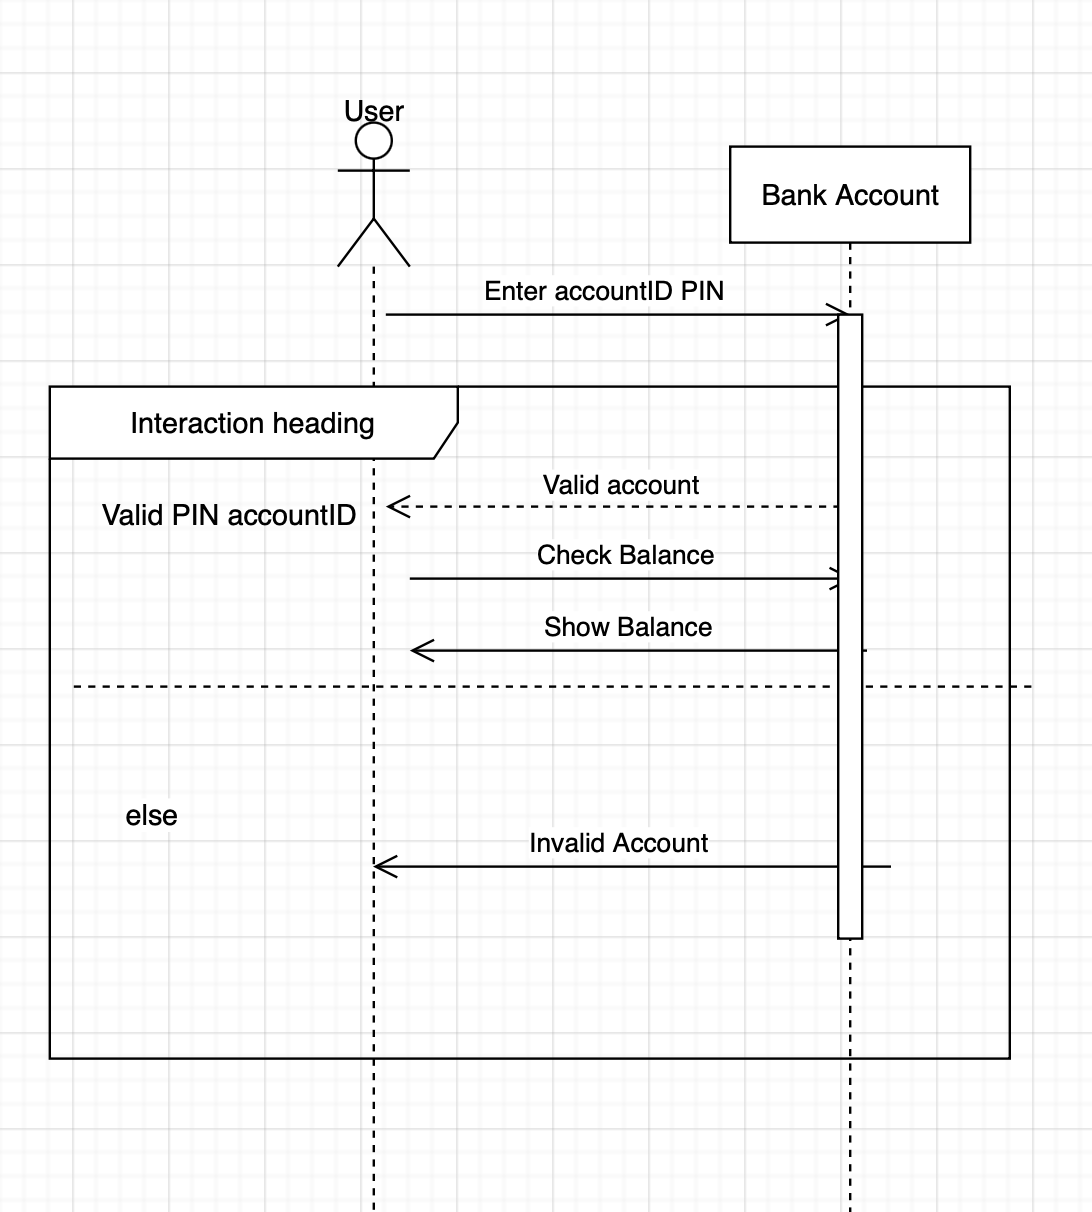 User
Bank Account
Enter accountID PIN
Interaction heading
Valid account
Valid PIN accountID
Check Balance
Show Balance
else
Invalid Account